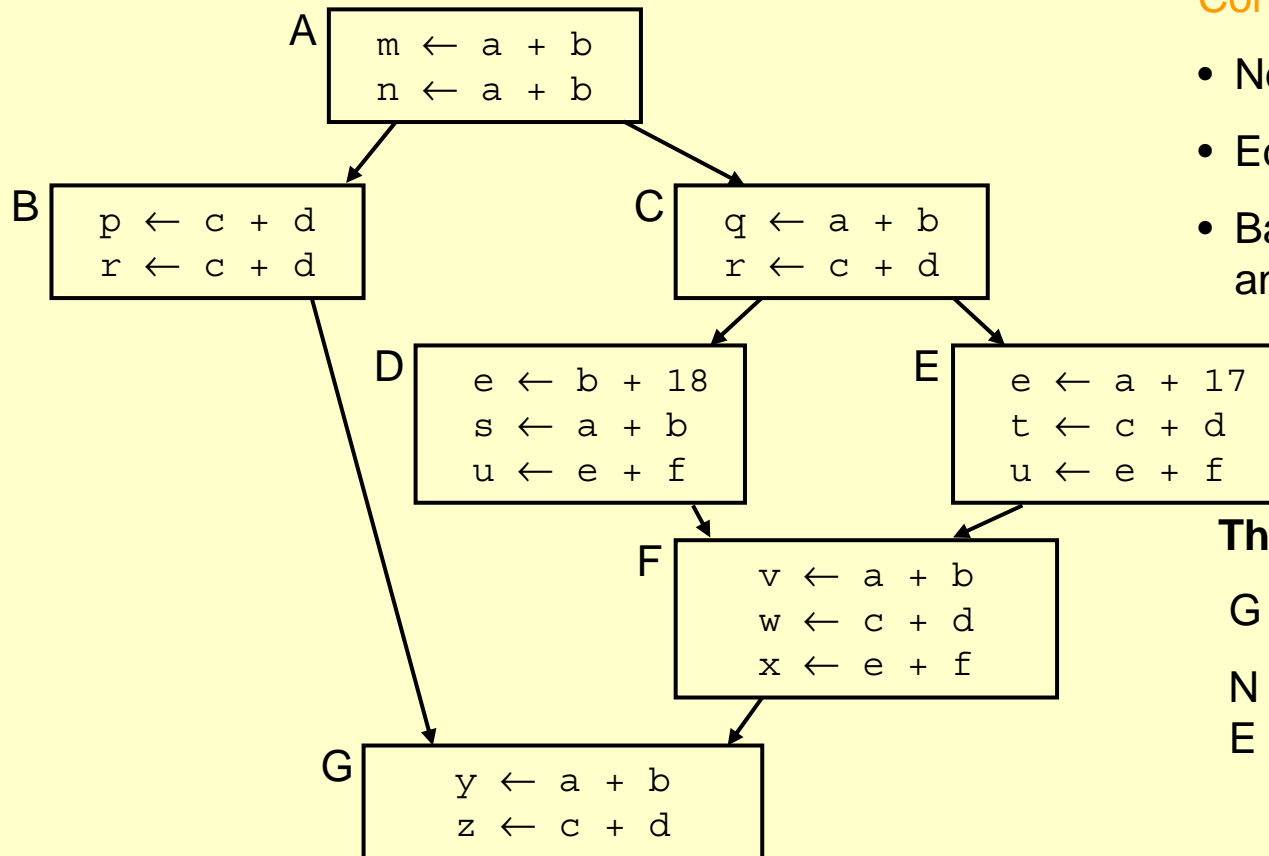 A
m ← a + b
n ← a + b
B
p ← c + d
r ← c + d
C
q ← a + b
r ← c + d
D
e ← b + 18
s ← a + b
u ← e + f
E
e ← a + 17
t ← c + d
u ← e + f
F
v ← a + b
w ← c + d
x ← e + f
G
y ← a + b
z ← c + d
G
N
E